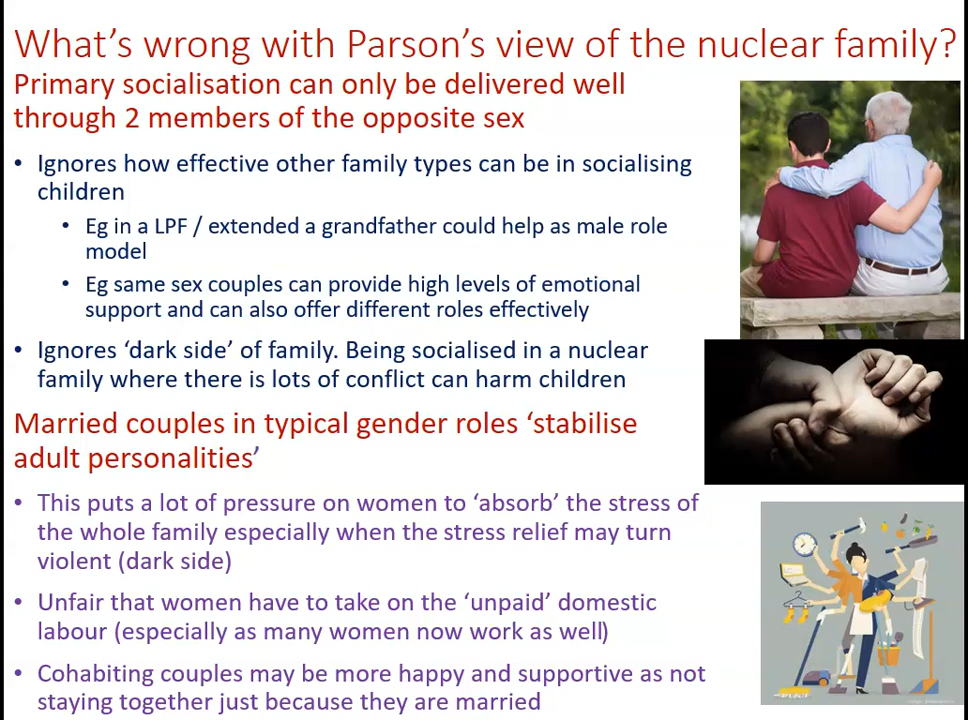 What's wrong with Parson's view of the nuclear family?
Primary socialisation can only be delivered well
through 2 members of the opposite sex
• Ignores how effective other family types can be in socialising
children
• Eg in a LPF / extended a grandfather could help as male role
model
• Eg same sex couples can provide high levels of emotional
support and can also offer different roles effectively
• Ignores 'dark side' of family. Being socialised in a nuclear
family where there is lots of conflict can harm children
Married couples in typical gender roles 'stabilise
adult personalities'
• This puts a lot of pressure on women to 'absorb' the stress of
the whole family especially when the stress relief may turn
violent (dark side)
• Unfair that women have to take on the 'unpaid' domestic
labour (especially as many women now work as well)
• Cohabiting couples may be more happy and supportive as not
staying together just because they are married